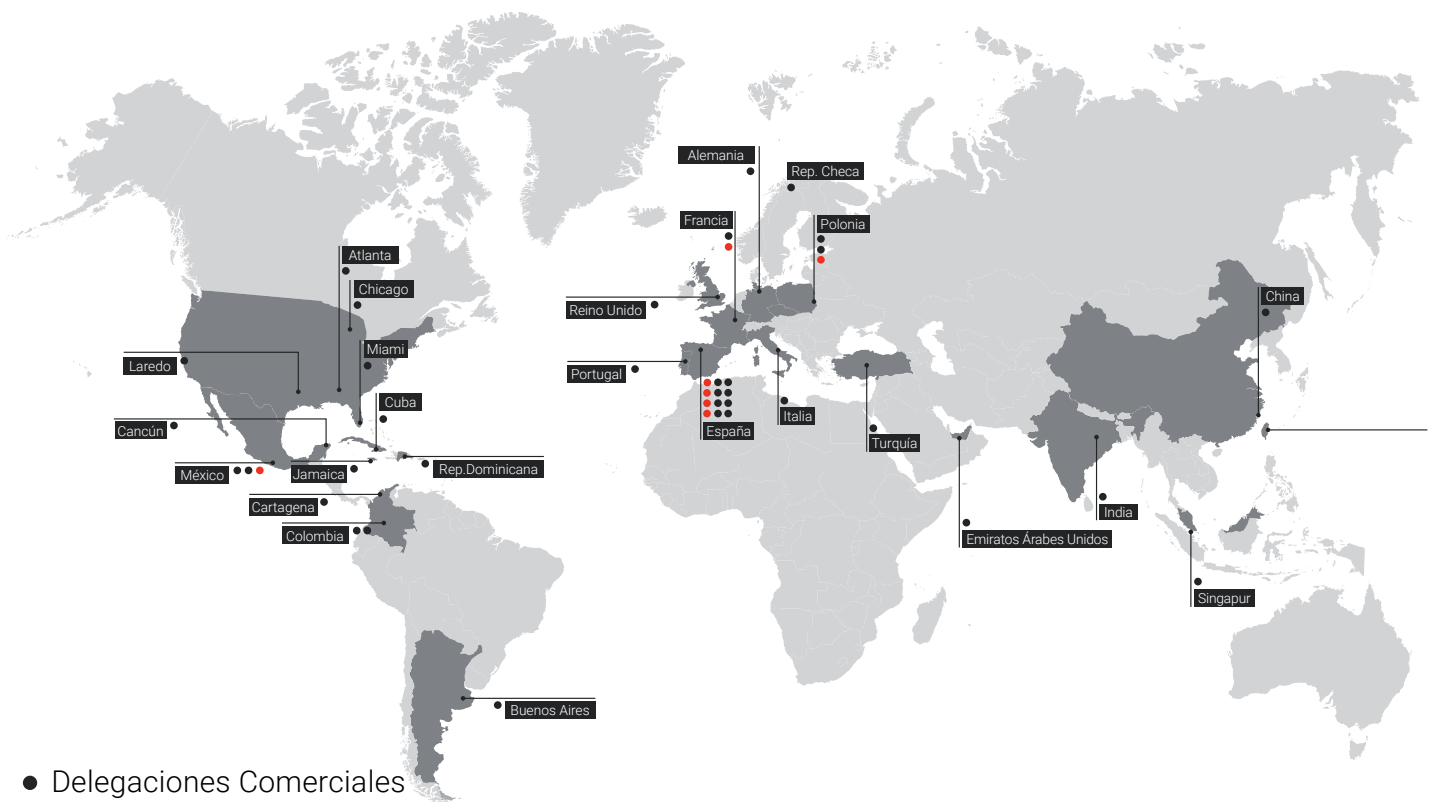 Alemania
Rep. Checa
Francia
Polonia
Atlanta
Chicago
China
Reino Unido
Miami
Laredo
Portugal
Cuba
Italia
Cancún
España
Turquía
México
Jamaica
Rep.Dominicana
Cartagena
India
Colombia
Emiratos Árabes Unidos
Singapur
Buenos Aires
Delegaciones Comerciales